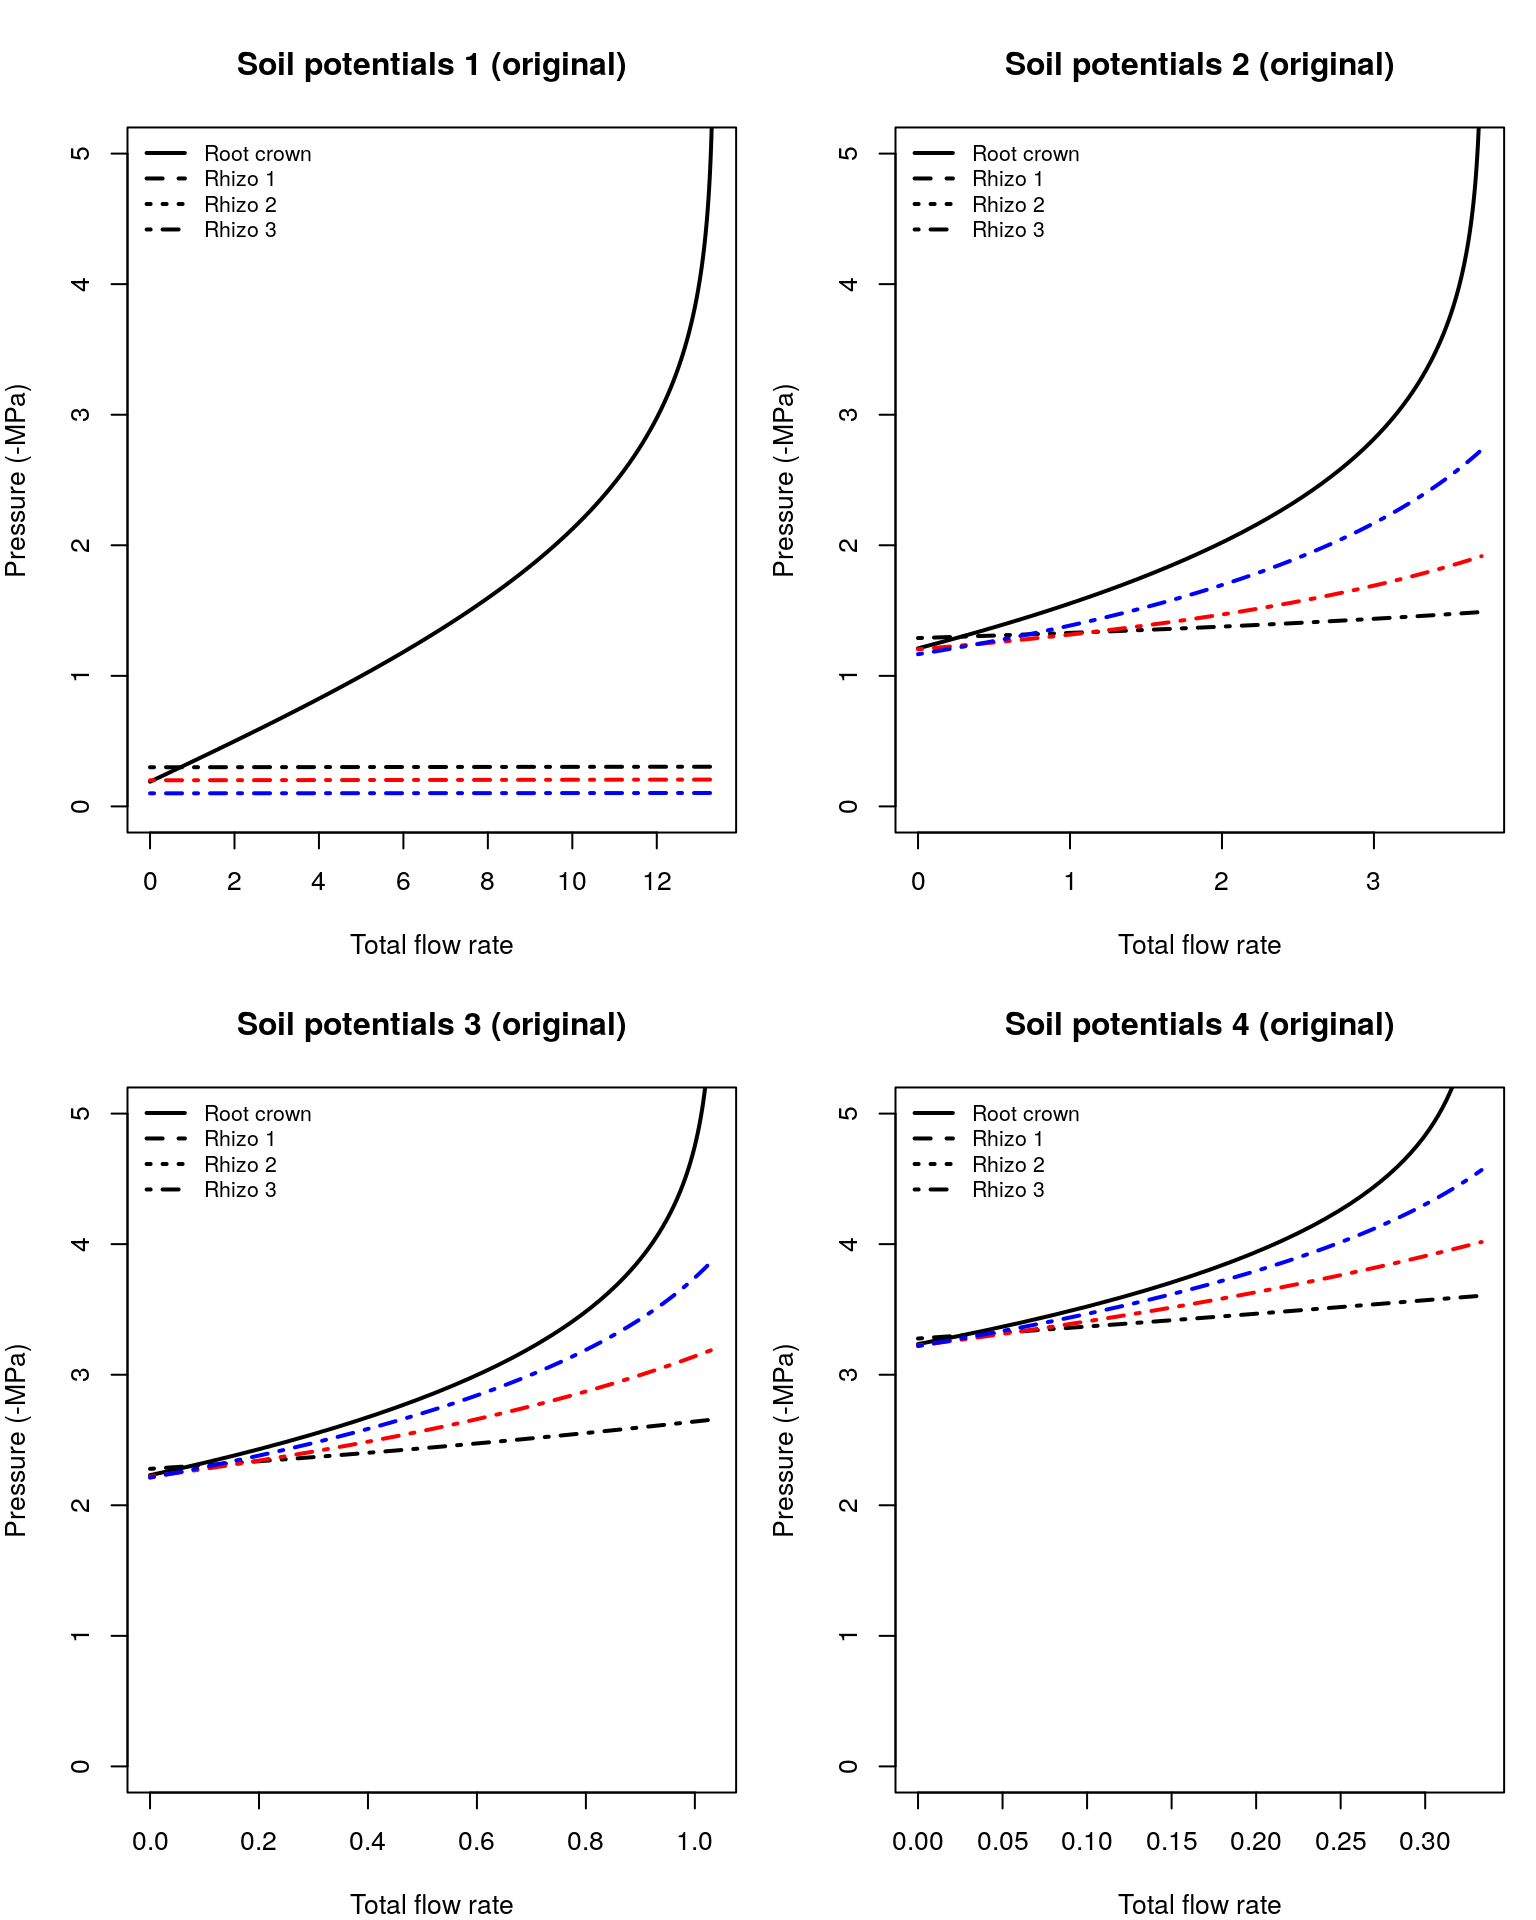 Soil potentials 1 (original)
Root crown
Rhizo 1
Rhizo 2
Rhizo 3
5
4
3
2
1
0
Pressure (-MPa)
0 2 4 6 8 10 12
Total flow rate
Soil potentials 2 (original)
Root crown
Rhizo 1
Rhizo 2
Rhizo 3
5
4
3
2
1
0
Pressure (-MPa)
0 1 2 3
Total flow rate
Soil potentials 3 (original)
Root crown
Rhizo 1
Rhizo 2
Rhizo 3
5
4
3
2
1
0
Pressure (-MPa)
0.0 0.2 0.4 0.6 0.8 1.0
Total flow rate
Soil potentials 4 (original)
Root crown
Rhizo 1
Rhizo 2
Rhizo 3
5
4
3
2
1
0
Pressure (-MPa)
0.00 0.05 0.10 0.15 0.20 0.25 0.30
Total flow rate